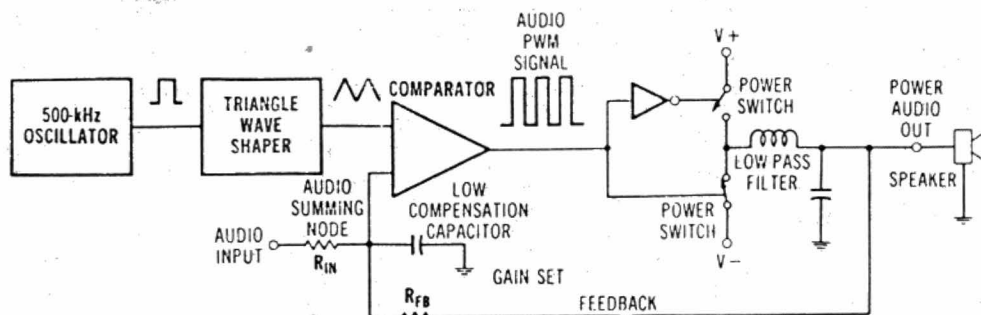 500-kHz
OSCILLATOR
TRIANGLE
WAVE
SHAPER
COMPARATOR
AUDIO
PWM
SIGNAL
V+
POWER
SWITCH
POWER
AUDIO
OUT
LOW PASS
FILTER
SPEAKER
AUDIO
SUMMING
NODE
LOW
COMPENSATION
CAPACITOR
POWER
SWITCH
V-
AUDIO
INPUT
RIN
GAIN SET
RFB
FEEDBACK